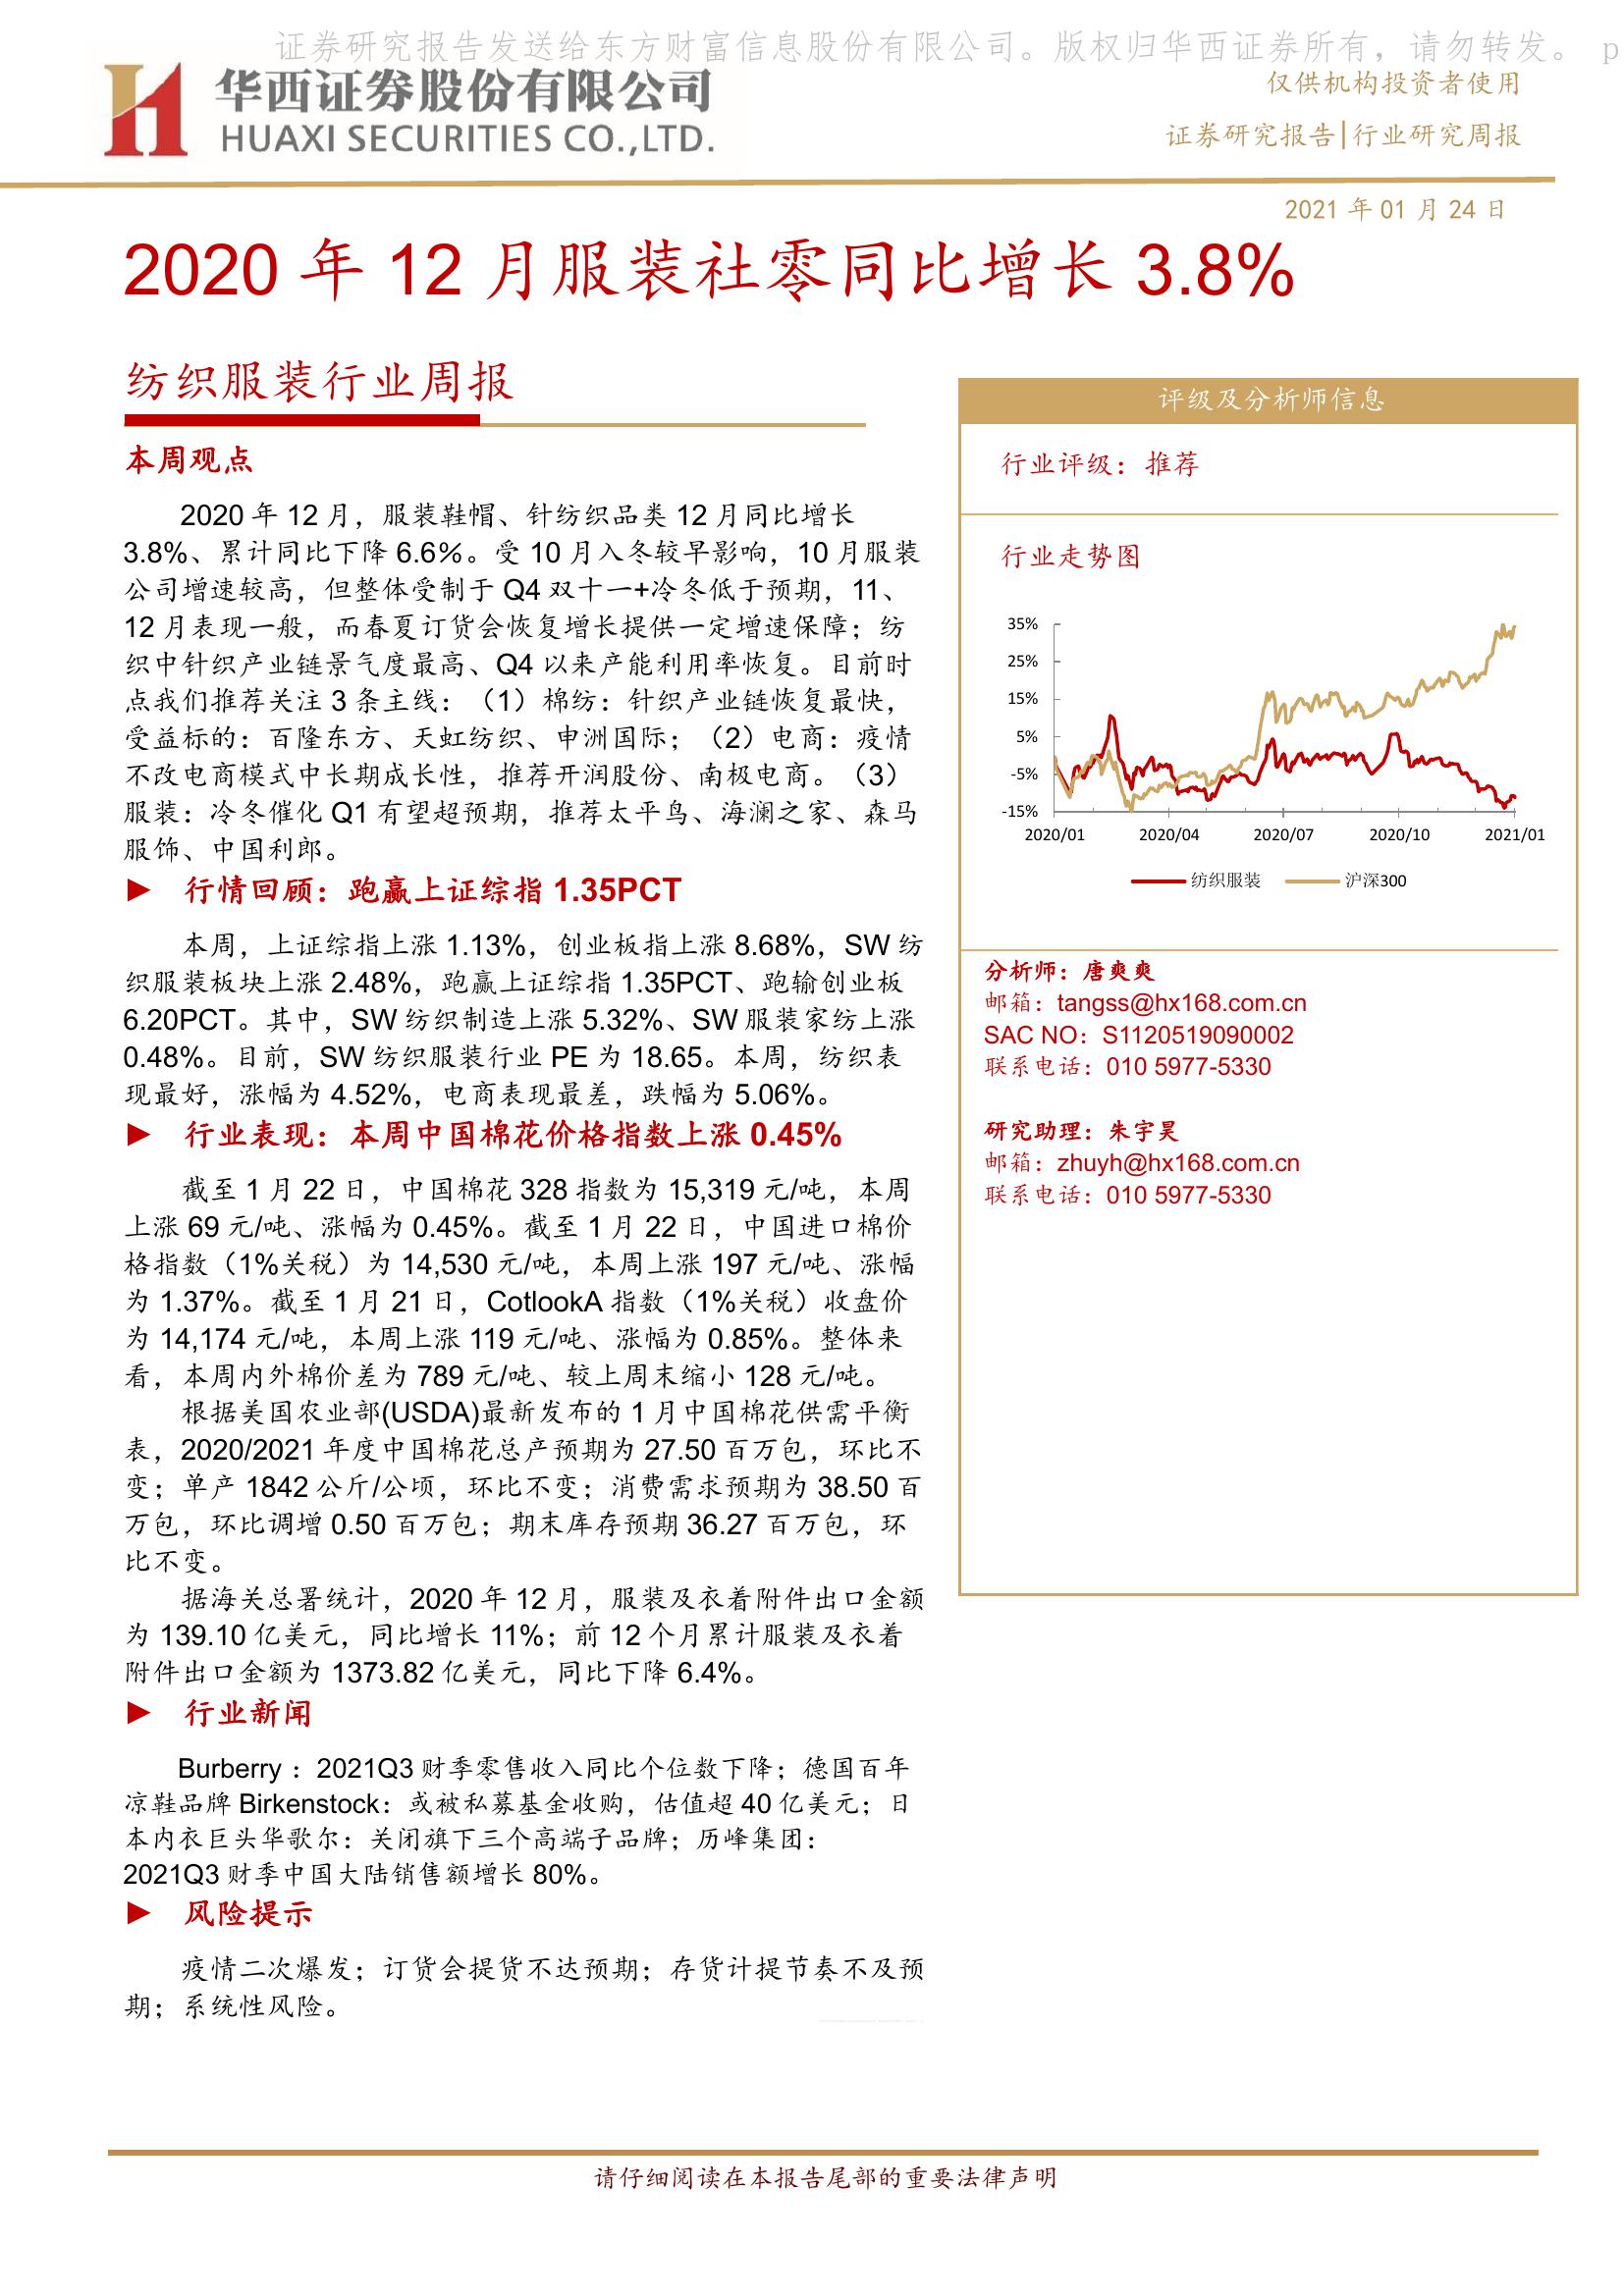 证券研究报告发送给东方财富信息股份有限公司。版权归华西证券所有，请勿转发。 p
华西证券股份有限公司
HUAXI SECURITIES CO.,LTD.
仅供机构投资者使用
证券研究报告|行业研究周报
2021 年 01 月 24 日
2020 年 12 月服装社零同比增长 3.8%
纺织服装行业周报
本周观点
2020 年 12 月，服装鞋帽、针纺织品类 12 月同比增长
3.8%、累计同比下降 6.6%。受 10 月入冬较早影响，10 月服装
公司增速较高，但整体受制于 Q4 双十一+冷冬低于预期，11、
12 月表现一般，而春夏订货会恢复增长提供一定增速保障；纺
织中针织产业链景气度最高、Q4 以来产能利用率恢复。目前时
点我们推荐关注 3 条主线：（1）棉纺：针织产业链恢复最快，
受益标的：百隆东方、天虹纺织、申洲国际；（2）电商：疫情
不改电商模式中长期成长性，推荐开润股份、南极电商。（3）
服装：冷冬催化 Q1 有望超预期，推荐太平鸟、海澜之家、森马
服饰、中国利郎。
► 行情回顾：跑赢上证综指 1.35PCT
本周，上证综指上涨 1.13%，创业板指上涨 8.68%，SW 纺
织服装板块上涨 2.48%，跑赢上证综指 1.35PCT、跑输创业板
6.20PCT。其中，SW 纺织制造上涨 5.32%、SW 服装家纺上涨
0.48%。目前，SW 纺织服装行业 PE 为 18.65。本周，纺织表
现最好，涨幅为 4.52%，电商表现最差，跌幅为 5.06%。
► 行业表现：本周中国棉花价格指数上涨 0.45%
截至 1 月 22 日，中国棉花 328 指数为 15,319 元/吨，本周
上涨 69 元/吨、涨幅为 0.45%。截至 1 月 22 日，中国进口棉价
格指数（1%关税）为 14,530 元/吨，本周上涨 197 元/吨、涨幅
为 1.37%。截至 1 月 21 日，CotlookA 指数（1%关税）收盘价
为 14,174 元/吨，本周上涨 119 元/吨、涨幅为 0.85%。整体来
看，本周内外棉价差为 789 元/吨、较上周末缩小 128 元/吨。
根据美国农业部(USDA)最新发布的 1 月中国棉花供需平衡
表，2020/2021 年度中国棉花总产预期为 27.50 百万包，环比不
变；单产 1842 公斤/公顷，环比不变；消费需求预期为 38.50 百
万包，环比调增 0.50 百万包；期末库存预期 36.27 百万包，环
比不变。
据海关总署统计，2020 年 12 月，服装及衣着附件出口金额
为 139.10 亿美元，同比增长 11%；前 12 个月累计服装及衣着
附件出口金额为 1373.82 亿美元，同比下降 6.4%。
► 行业新闻
Burberry ：2021Q3 财季零售收入同比个位数下降；德国百年
凉鞋品牌 Birkenstock：或被私募基金收购，估值超 40 亿美元；日
本内衣巨头华歌尔：关闭旗下三个高端子品牌；历峰集团：
2021Q3 财季中国大陆销售额增长 80%。
► 风险提示
疫情二次爆发；订货会提货不达预期；存货计提节奏不及预
期；系统性风险。
评级及分析师信息
行业评级：推荐
行业走势图
35%
25%
15%
5%
-5%
-15%
2020/01 2020/04 2020/07 2020/10 2021/01
纺织服装 沪深300
分析师：唐爽爽
邮箱：tangss@hx168.com.cn
SAC NO：S1120519090002
联系电话：010 5977-5330
研究助理：朱宇昊
邮箱：zhuyh@hx168.com.cn
联系电话：010 5977-5330
请仔细阅读在本报告尾部的重要法律声明